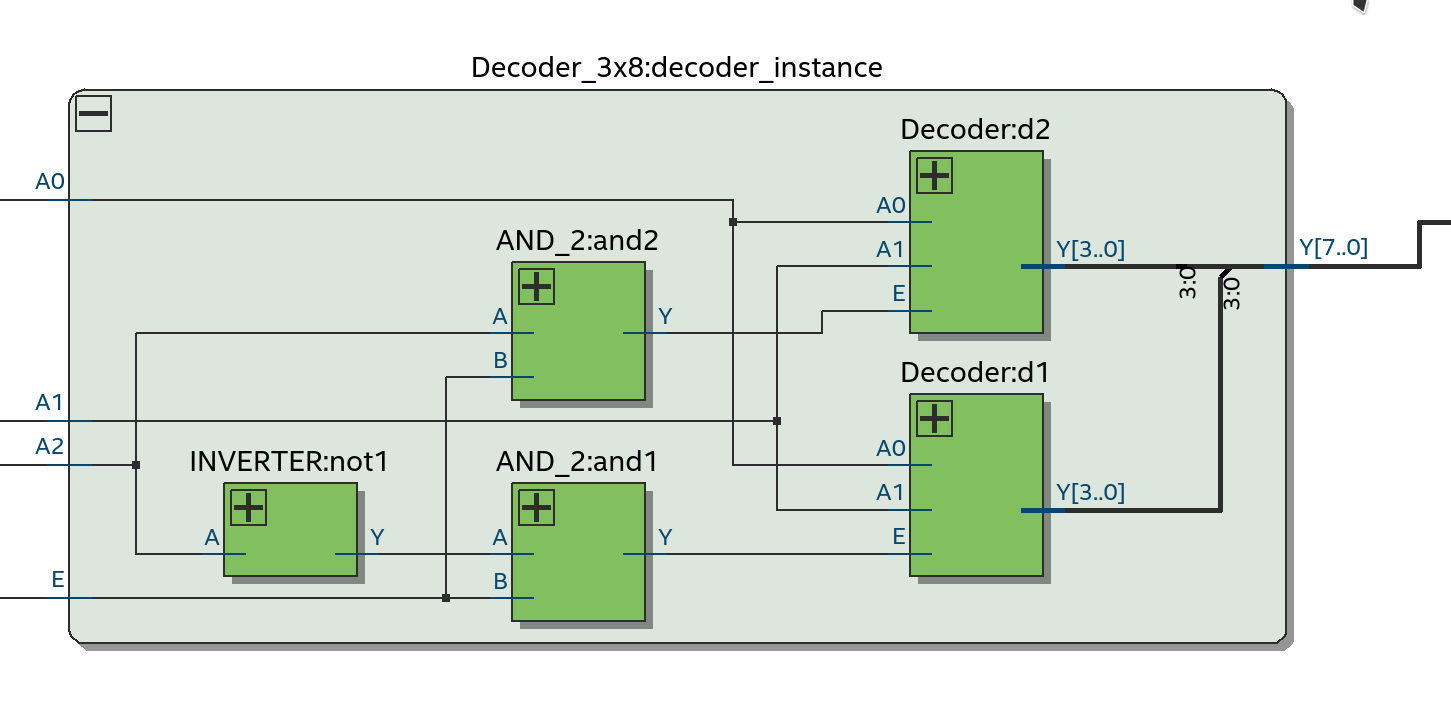 Decoder_3x8:decoder_instance
Decoder:d2
A0
A0
AND_2:and2
A1
Y[3..0]
Y[7..0]
E
3:0
3:0
A
Y
B
Decoder:d1
A1
A2
INVERTER:not1
AND_2:and1
A0
A1
Y[3..0]
A
Y
A
Y
E
E
B